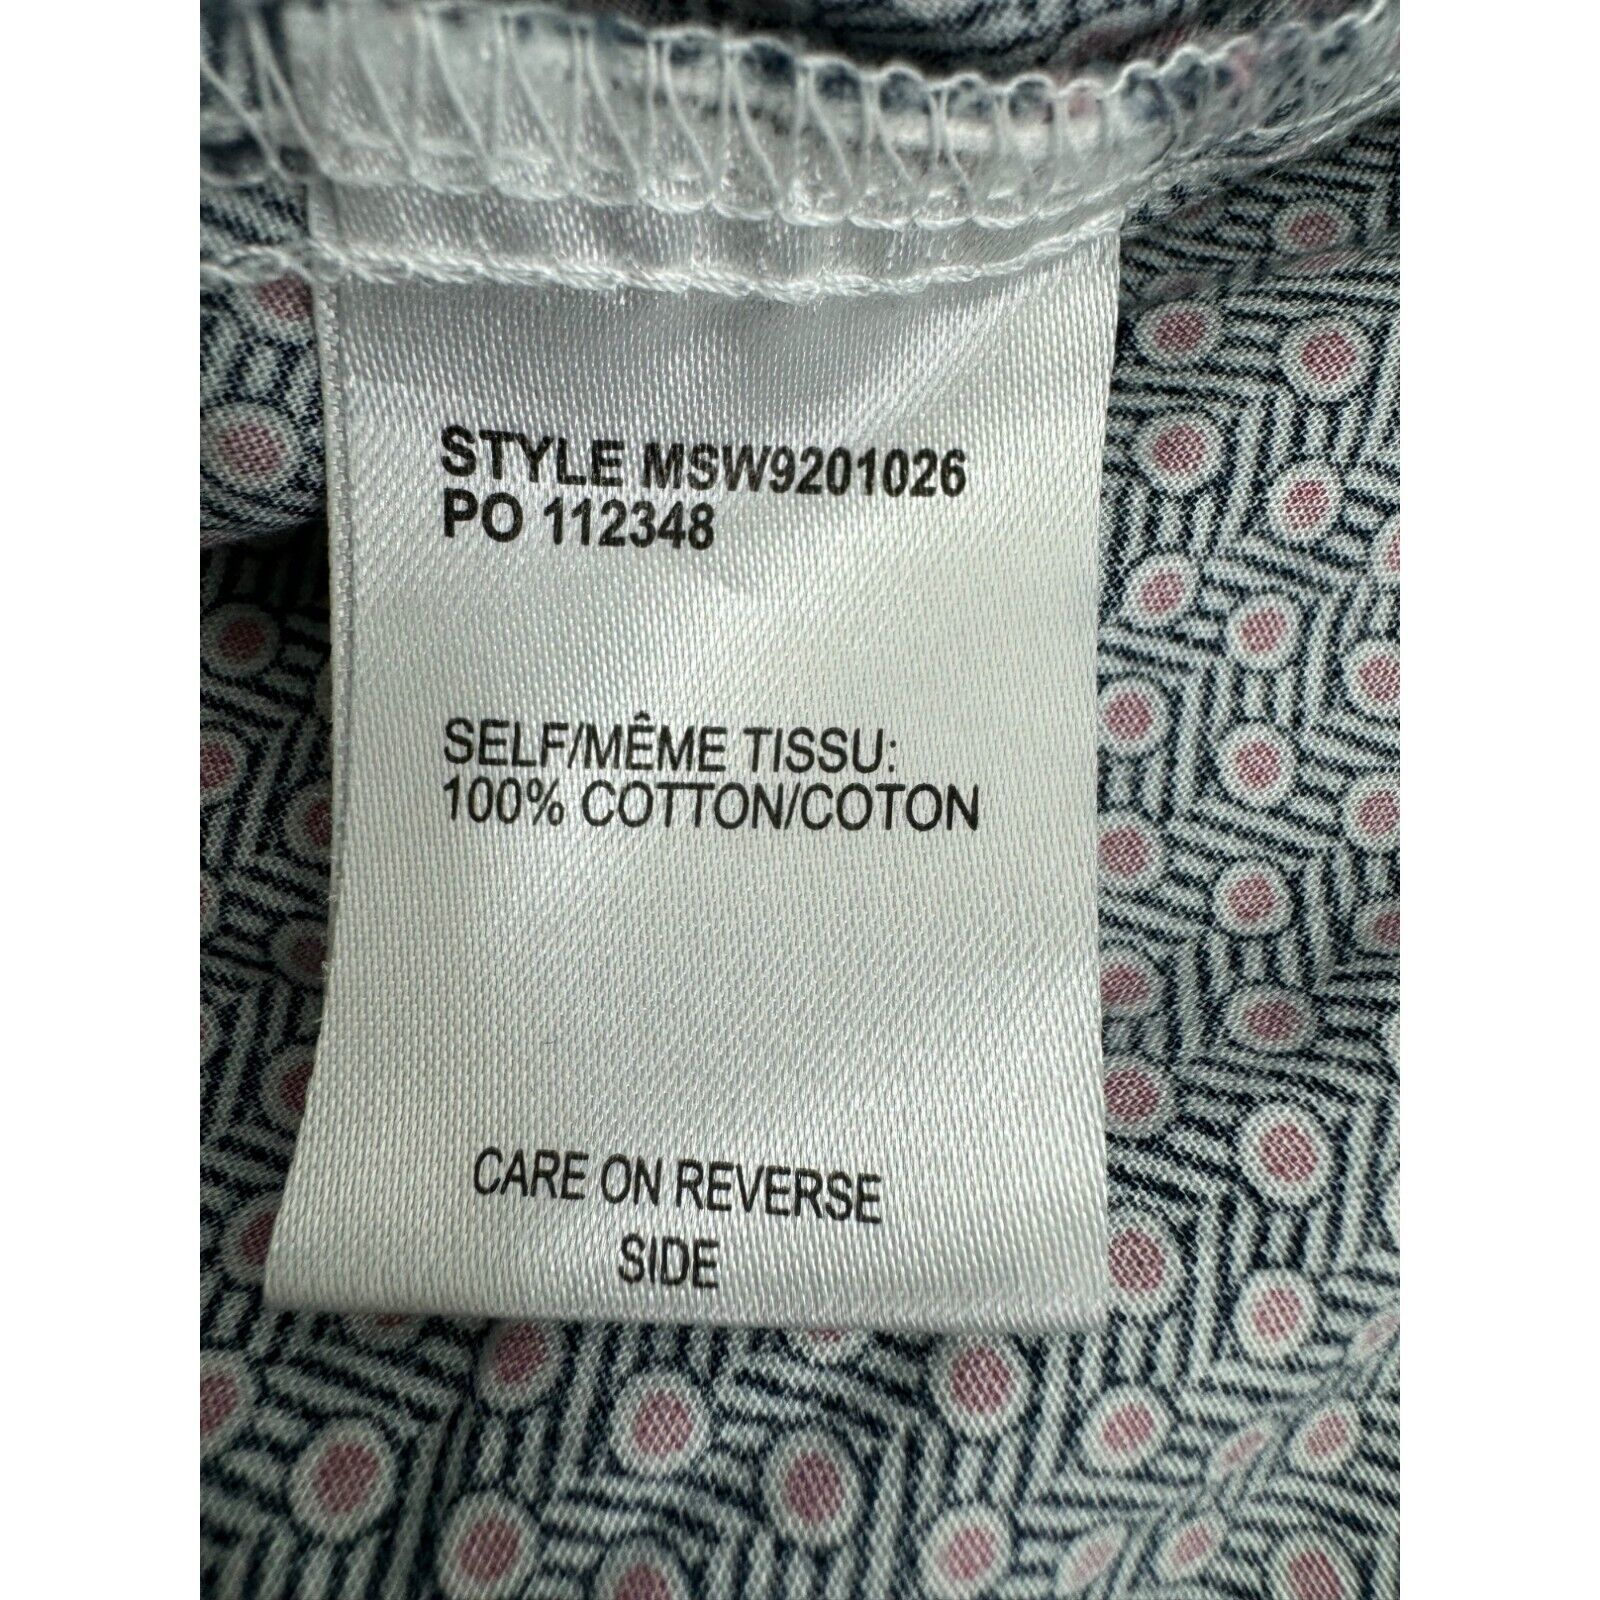 STYLE MSW9201026
PO 112348
SELF/MÊME TISSU:
100% COTTON/COTON
CARE ON REVERSE
SIDE